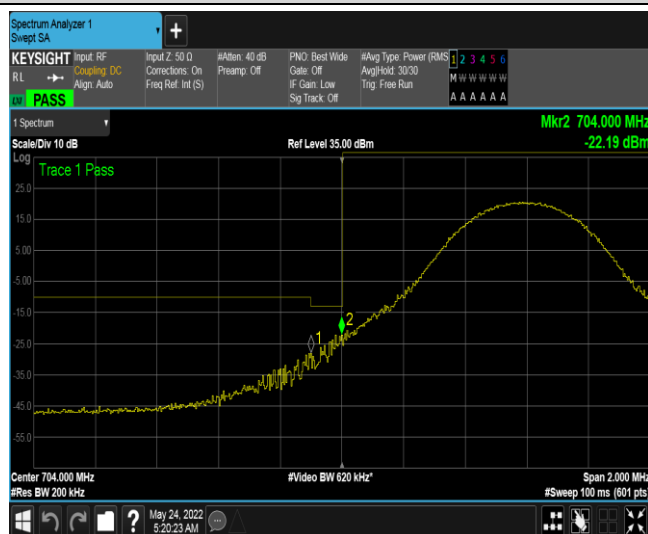 Spectrum Analyzer 1
Swept SA
+
KEYSIGHT Input: RF Input Z: 50 Ω #Atten: 40 dB PNO: Best Wide #Avg Type: Power (RMS 1 2 3 4 5 6
RL Coupling: DC Corrections: On Preamp: Off Gate: Off Avg|Hold: 30/30 M W W W W W
Align: Auto Freq Ref: Int (S) IF Gain: Low Trig: Free Run
LXI PASS Sig Track: Off A A A A A A
1 Spectrum Mkr2 704.000 MHz
Scale/Div 10 dB Ref Level 35.00 dBm -22.19 dBm
Log
Trace 1 Pass
25.0
15.0
5.00
-5.00
-15.0
-25.0
-35.0
-45.0
-55.0
1
2
Center 704.000 MHz #Video BW 620 kHz* Span 2.000 MHz
#Res BW 200 kHz #Sweep 100 ms (601 pts)
? May 24, 2022
5:20:23 AM